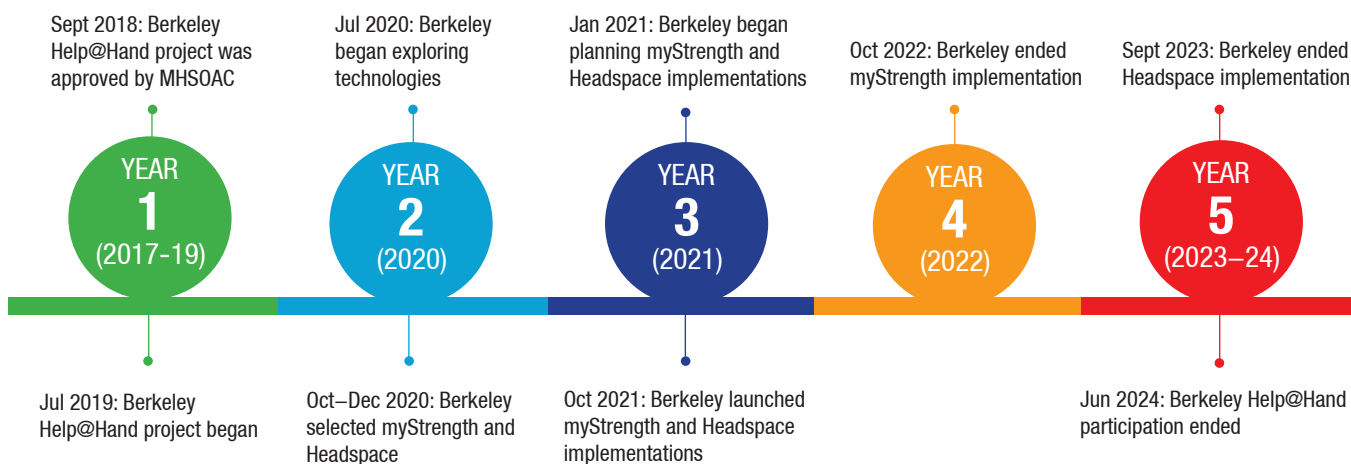 Sept 2018: Berkeley
Help@Hand project was
approved by MHSOAC
Jul 2020: Berkeley
began exploring
technologies
Jan 2021: Berkeley began
planning myStrength and
Headspace implementations
Oct 2022: Berkeley ended
myStrength implementation
Sept 2023: Berkeley ended
Headspace implementation
YEAR
1
(2017-19)
YEAR
2
(2020)
YEAR
3
(2021)
YEAR
4
(2022)
YEAR
5
(2023–24)
Jul 2019: Berkeley
Help@Hand project began
Oct–Dec 2020: Berkeley
selected myStrength and
Headspace
Oct 2021: Berkeley launched
myStrength and Headspace
implementations
Jun 2024: Berkeley Help@Hand
participation ended